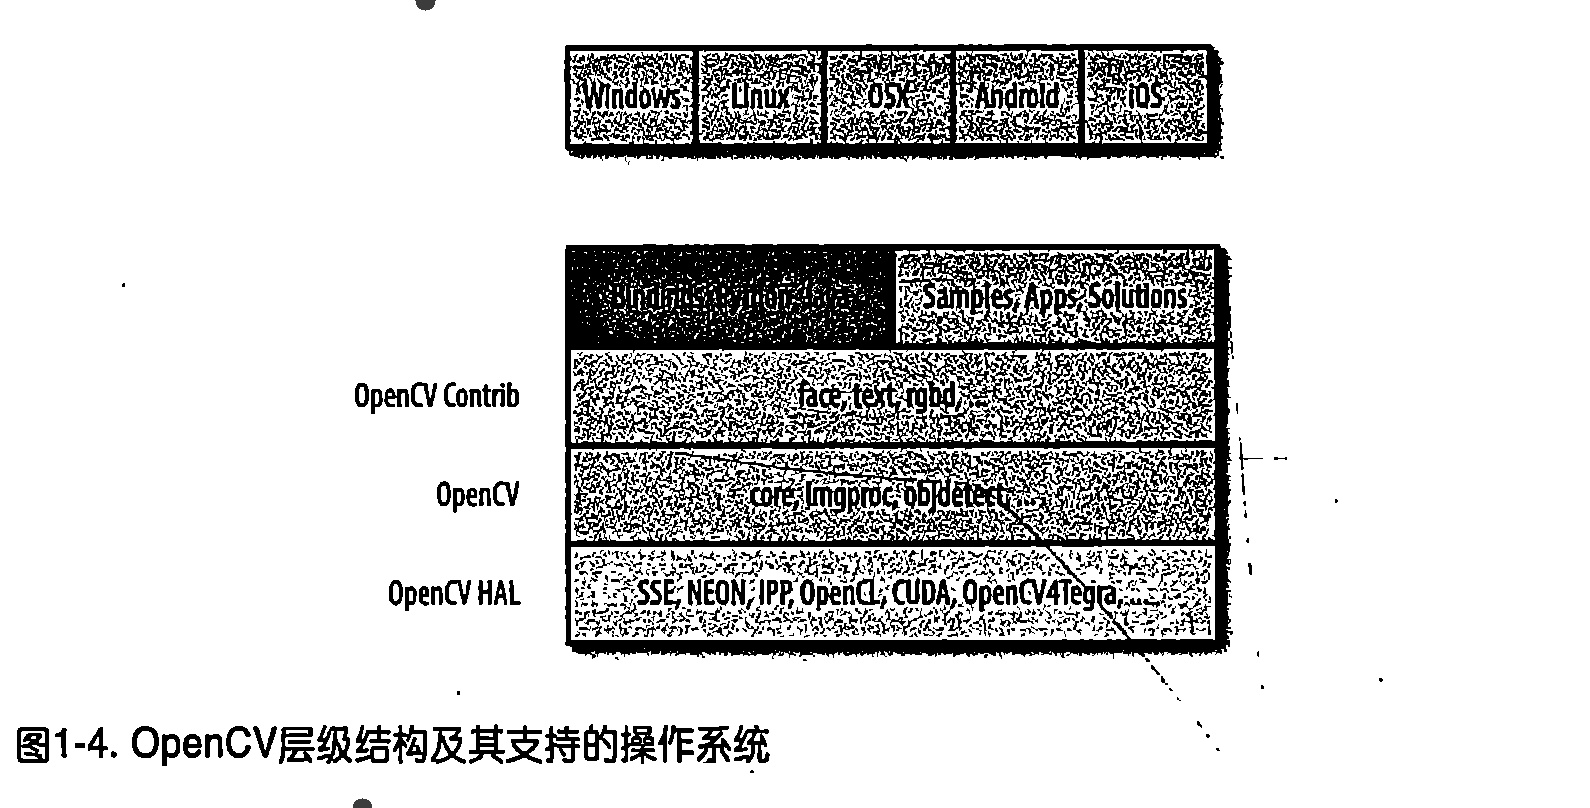 Windows Linux OSX Android iOS
Bindings: Python, Java Samples, Apps, Solutions
OpenCV Contrib face, text, rgbd, ...
OpenCV core, imgproc, objdetect, ...
OpenCV HAL SSE, NEON, IPP, OpenCL, CUDA, OpenCV4Tegra, ...
图1-4. OpenCV层级结构及其支持的操作系统